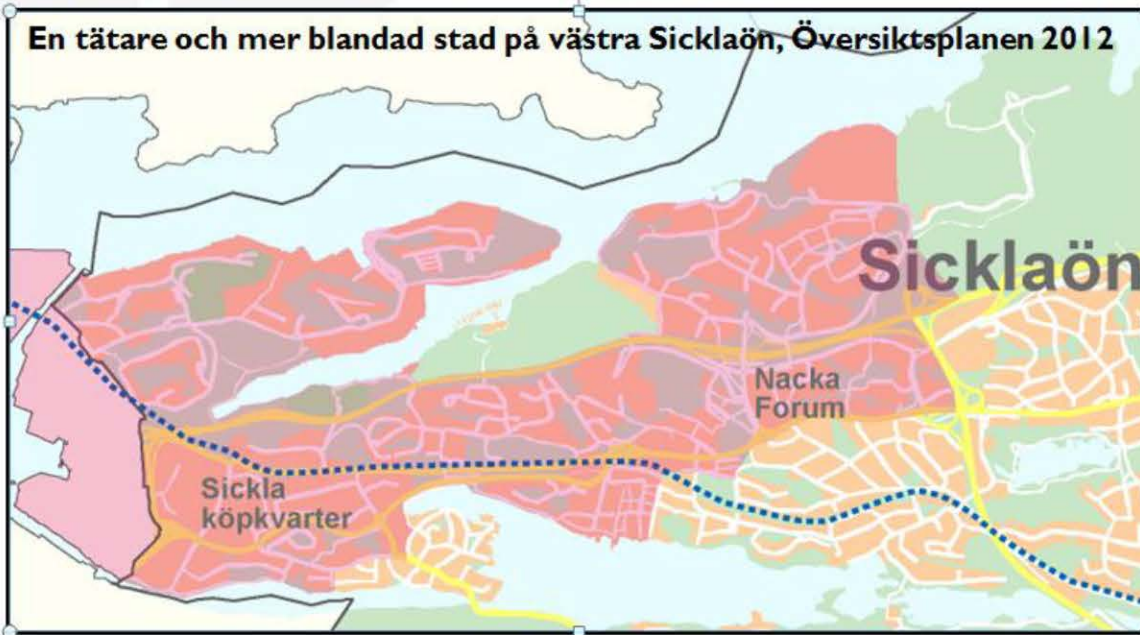 En tätare och mer blandad stad på västra Sicklaön, Översiktsplanen 2012
Sicklaön
Nacka
Forum
Sickla
köpkvarter